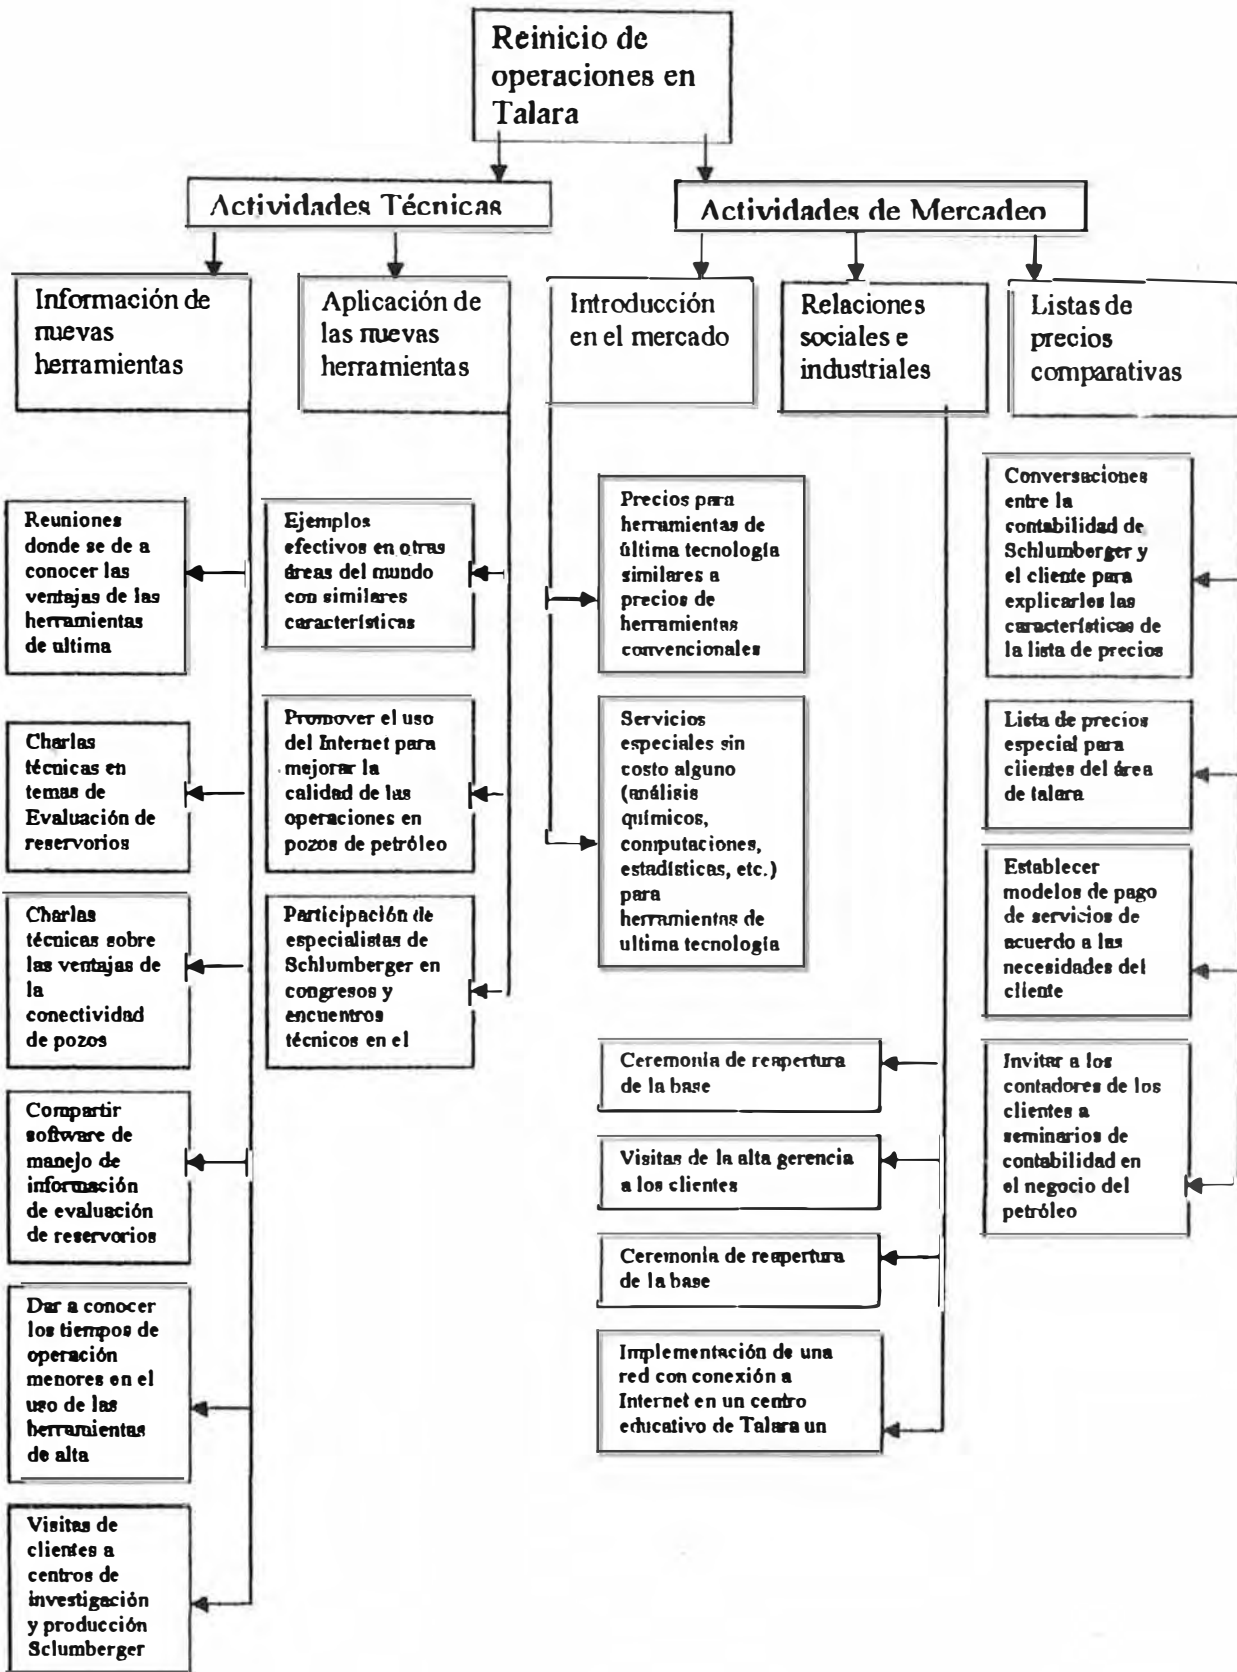 Reinicio de
operaciones en
Talara
Actividades Técnicas
Actividades de Mercadeo
Información de
nuevas
herramientas
Aplicación de
las nuevas
herramientas
Introducción
en el mercado
Relaciones
sociales e
industriales
Listas de
precios
comparativas
Reuniones
donde se de a
conocer las
ventajas de las
herramientas
de ultima
Charlas
técnicas en
temas de
Evaluación de
reservorios
Charlas
técnicas sobre
las ventajas de
la
conectividad
de pozos
Compartir
software de
manejo de
información
de evaluación
de reservorios
Dar a conocer
los tiempos de
operación
menores en el
uso de las
herramientas
de alta
Visitas de
clientes a
centros de
investigación
y producción
Sclumberger
Ejemplos
efectivos en otras
áreas del mundo
con similares
características
Promover el uso
del Internet para
mejorar la
calidad de las
operaciones en
pozos de petróleo
Participación de
especialistas de
Schlumberger en
congresos y
encuentros
técnicos en el
Precios para
herramientas de
última tecnología
similares a
precios de
herramientas
convencionales
Servicios
especiales sin
costo alguno
(análisis
químicos,
computaciones,
estadísticas, etc.)
para
herramientas de
ultima tecnología
Ceremonia de reapertura
de la base
Visitas de la alta gerencia
a los clientes
Ceremonia de reapertura
de la base
Implementación de una
red con conexión a
Internet en un centro
educativo de Talara un
Conversaciones
entre la
contabilidad de
Schlumberger y
el cliente para
explicarles las
características de
la lista de precios
Lista de precios
especial para
clientes del área
de talara
Establecer
modelos de pago
de servicios de
acuerdo a las
necesidades del
cliente
Invitar a los
contadores de los
clientes a
seminarios de
contabilidad en
el negocio del
petróleo